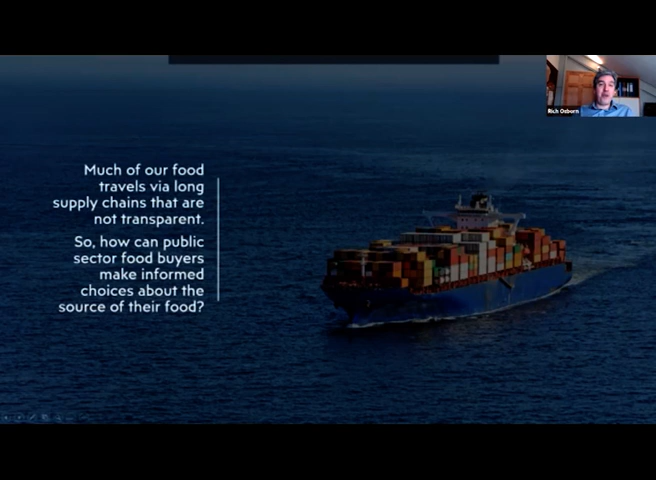 Much of our food
travels via long
supply chains that are
not transparent.
So, how can public
sector food buyers
make informed
choices about the
source of their food?
Rich Osborn